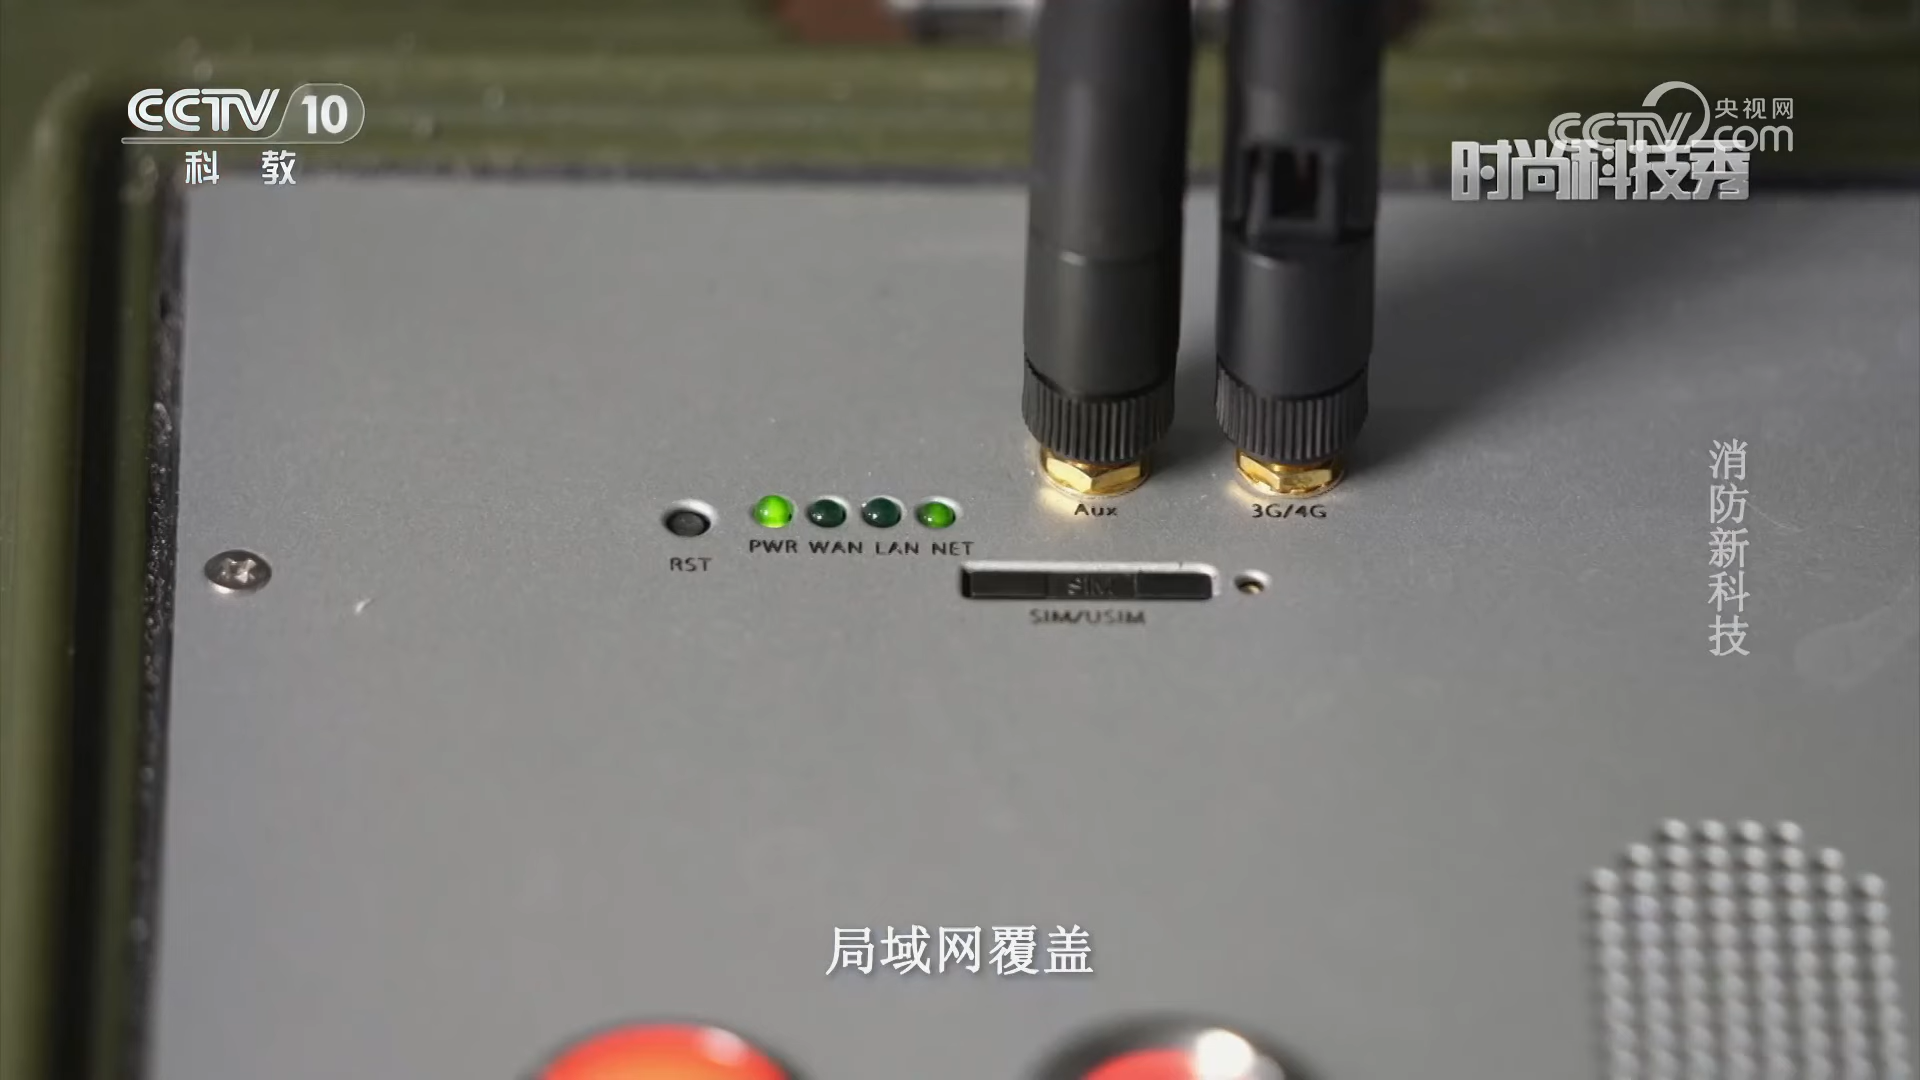 CCTV 10
科 教
央视网
CCTV.com
时尚科技秀
消防新科技
Aux
3G/4G
PWR WAN LAN NET
RST
SIM
SIM/USIM
局域网覆盖